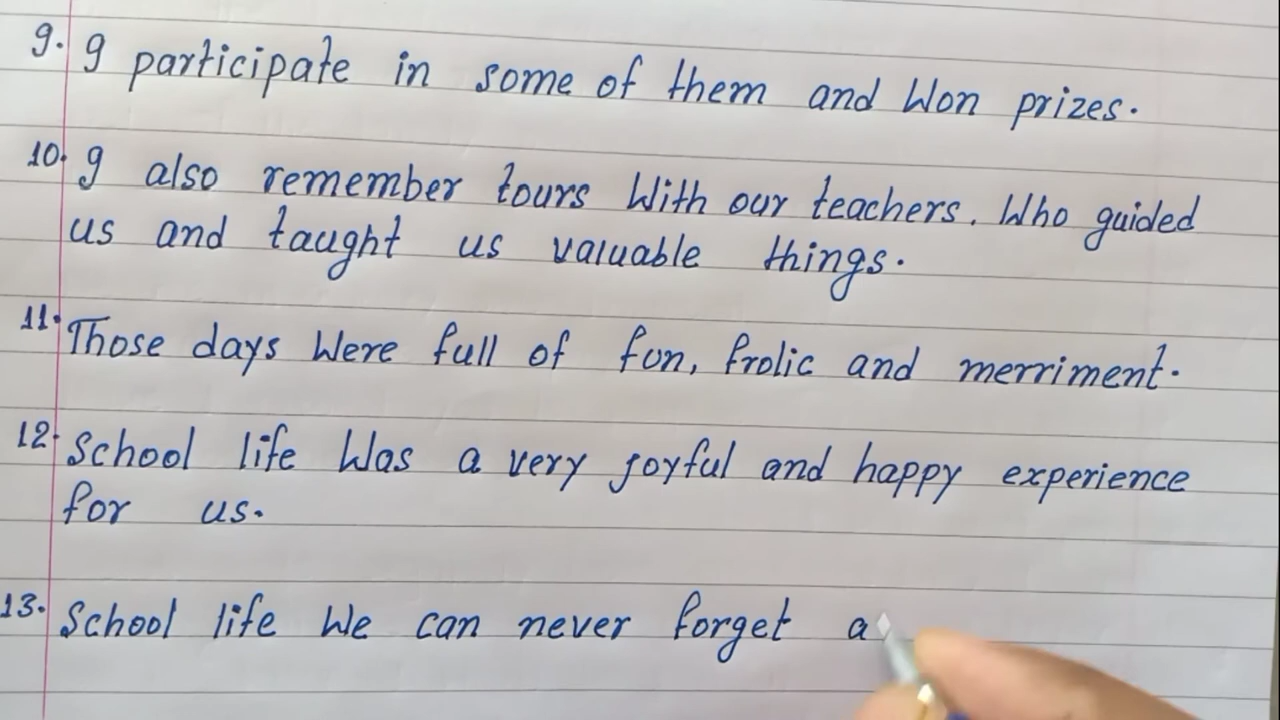 9. I participate in some of them and Won prizes.
10. I also remember tours With our teachers. Who guided
us and taught us valuable things.
11. Those days Were full of fun, frolic and merriment.
12. School life Was a very joyful and happy experience
for us.
13. School life We can never forget a